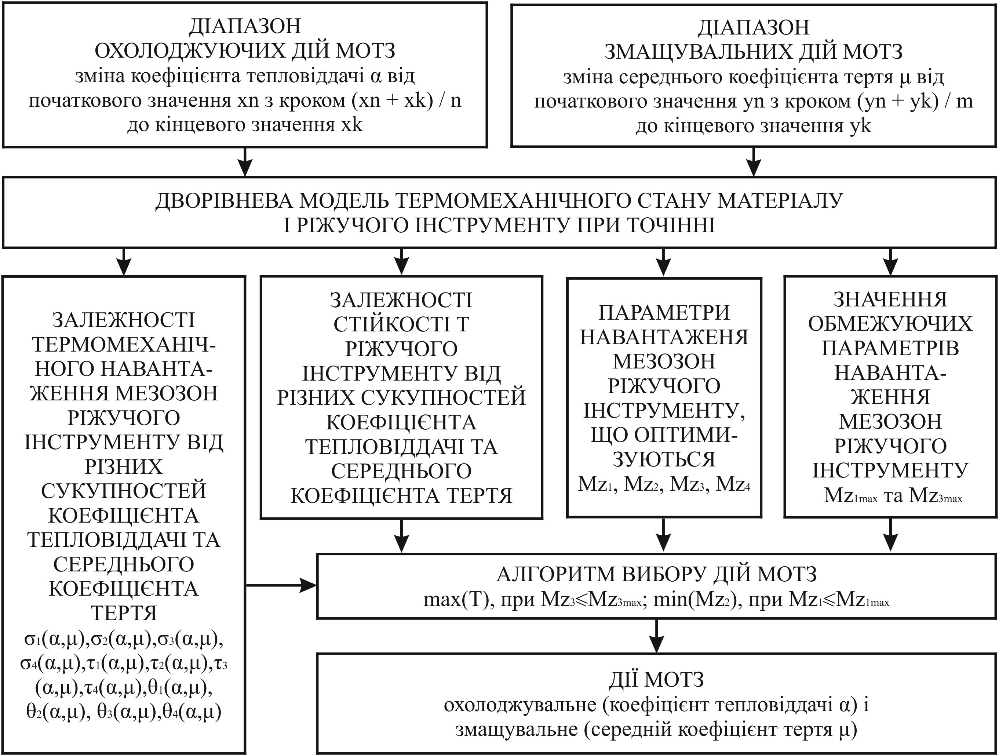 ДІАПАЗОН
ОХОЛОДЖУЮЧИХ ДІЙ МОТЗ
зміна коефіцієнта тепловіддачі α від
початкового значення xn з кроком (xn + xk) / n
до кінцевого значення xk
ДІАПАЗОН
ЗМАЩУВАЛЬНИХ ДІЙ МОТЗ
зміна середнього коефіцієнта тертя μ від
початкового значення yn з кроком (yn + yk) / m
до кінцевого значення yk
ДВОРІВНЕВА МОДЕЛЬ ТЕРМОМЕХАНІЧНОГО СТАНУ МАТЕРІАЛУ
І РІЖУЧОГО ІНСТРУМЕНТУ ПРИ ТОЧІННІ
ЗАЛЕЖНОСТІ
ТЕРМОМЕХАНІЧ-
НОГО НАВАНТА-
ЖЕННЯ МЕЗОЗОН
РІЖУЧОГО
ІНСТРУМЕНТУ ВІД
РІЗНИХ
СУКУПНОСТЕЙ
КОЕФІЦІЄНТА
ТЕПЛОВІДДАЧІ ТА
СЕРЕДНЬОГО
КОЕФІЦІЄНТА
ТЕРТЯ
σ₁(α,μ),σ₂(α,μ),σ₃(α,μ),
σ₄(α,μ),τ₁(α,μ),τ₂(α,μ),τ₃
(α,μ),τ₄(α,μ),θ₁(α,μ),
θ₂(α,μ), θ₃(α,μ),θ₄(α,μ)
ЗАЛЕЖНОСТІ
СТІЙКОСТІ Т
РІЖУЧОГО
ІНСТРУМЕНТУ ВІД
РІЗНИХ СУКУПНОСТЕЙ
КОЕФІЦІЄНТА
ТЕПЛОВІДДАЧІ ТА
СЕРЕДНЬОГО
КОЕФІЦІЄНТА ТЕРТЯ
ПАРАМЕТРИ
НАВАНТАЖЕНЯ
МЕЗОЗОН
РІЖУЧОГО
ІНСТРУМЕНТУ,
ЩО ОПТИМИ-
ЗУЮТЬСЯ
Mz₁, Mz₂, Mz₃, Mz₄
ЗНАЧЕННЯ
ОБМЕЖУЮЧИХ
ПАРАМЕТРІВ
НАВАНТА-
ЖЕННЯ
МЕЗОЗОН
РІЖУЧОГО
ІНСТРУМЕНТУ
Mz1max та Mz3max
АЛГОРИТМ ВИБОРУ ДІЙ МОТЗ
max(T), при Mz₃⩽Mz3max; min(Mz₂), при Mz₁⩽Mz1max
ДІЇ МОТЗ
охолоджувальне (коефіцієнт тепловіддачі α) і
змащувальне (середній коефіцієнт тертя μ)